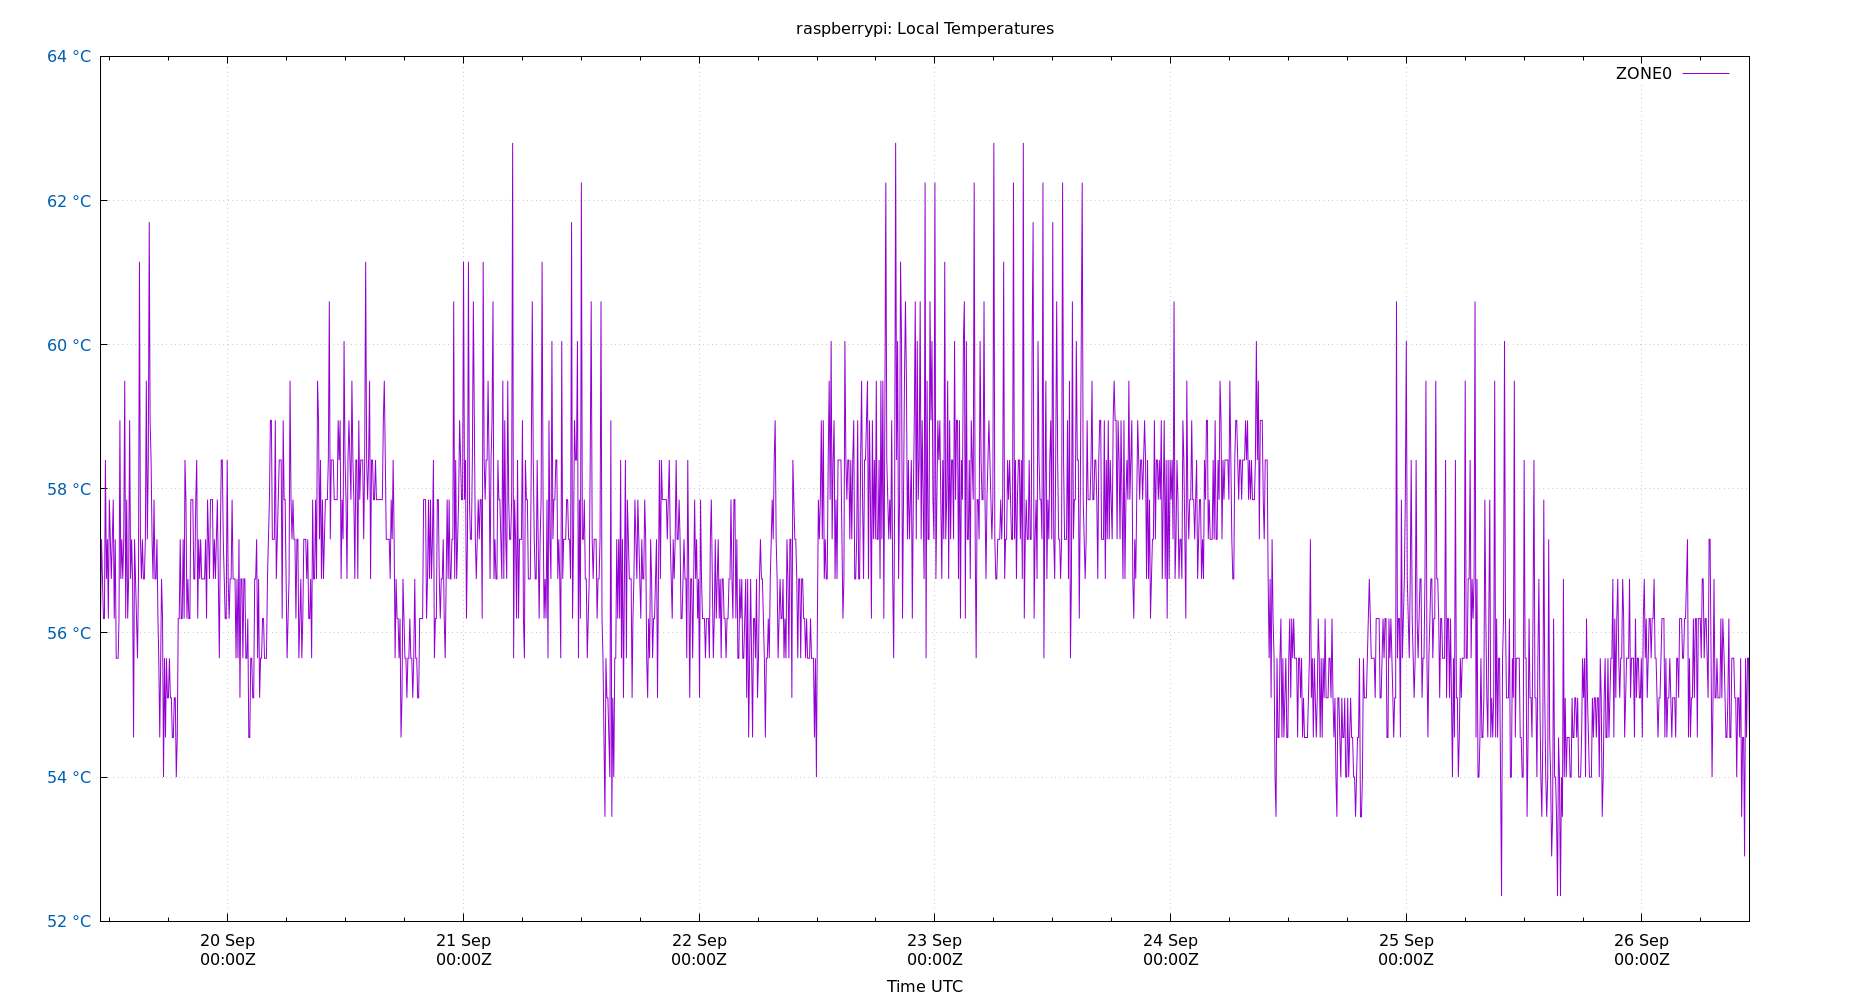 raspberrypi: Local Temperatures
ZONE0
64 °C
62 °C
60 °C
58 °C
56 °C
54 °C
52 °C
20 Sep
00:00Z
21 Sep
00:00Z
22 Sep
00:00Z
23 Sep
00:00Z
24 Sep
00:00Z
25 Sep
00:00Z
26 Sep
00:00Z
Time UTC